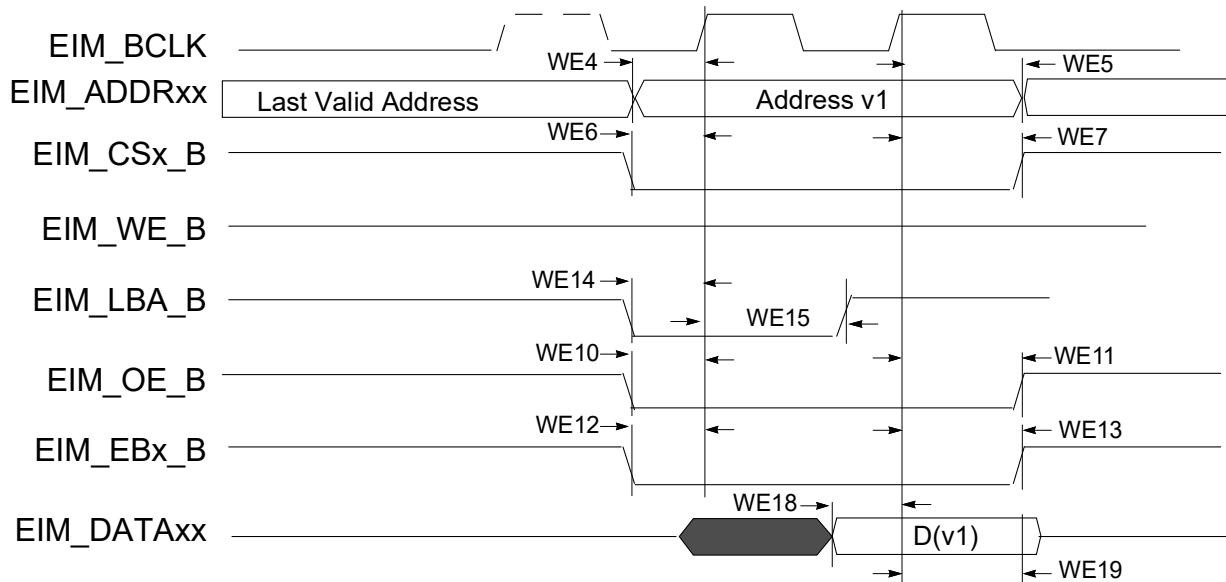 EIM_BCLK
WE4
WE5
EIM_ADDRxx
Last Valid Address
Address v1
WE6
WE7
EIM_CSx_B
EIM_WE_B
WE14
EIM_LBA_B
WE15
WE10
WE11
EIM_OE_B
WE12
WE13
EIM_EBx_B
WE18
EIM_DATAxx
D(v1)
WE19